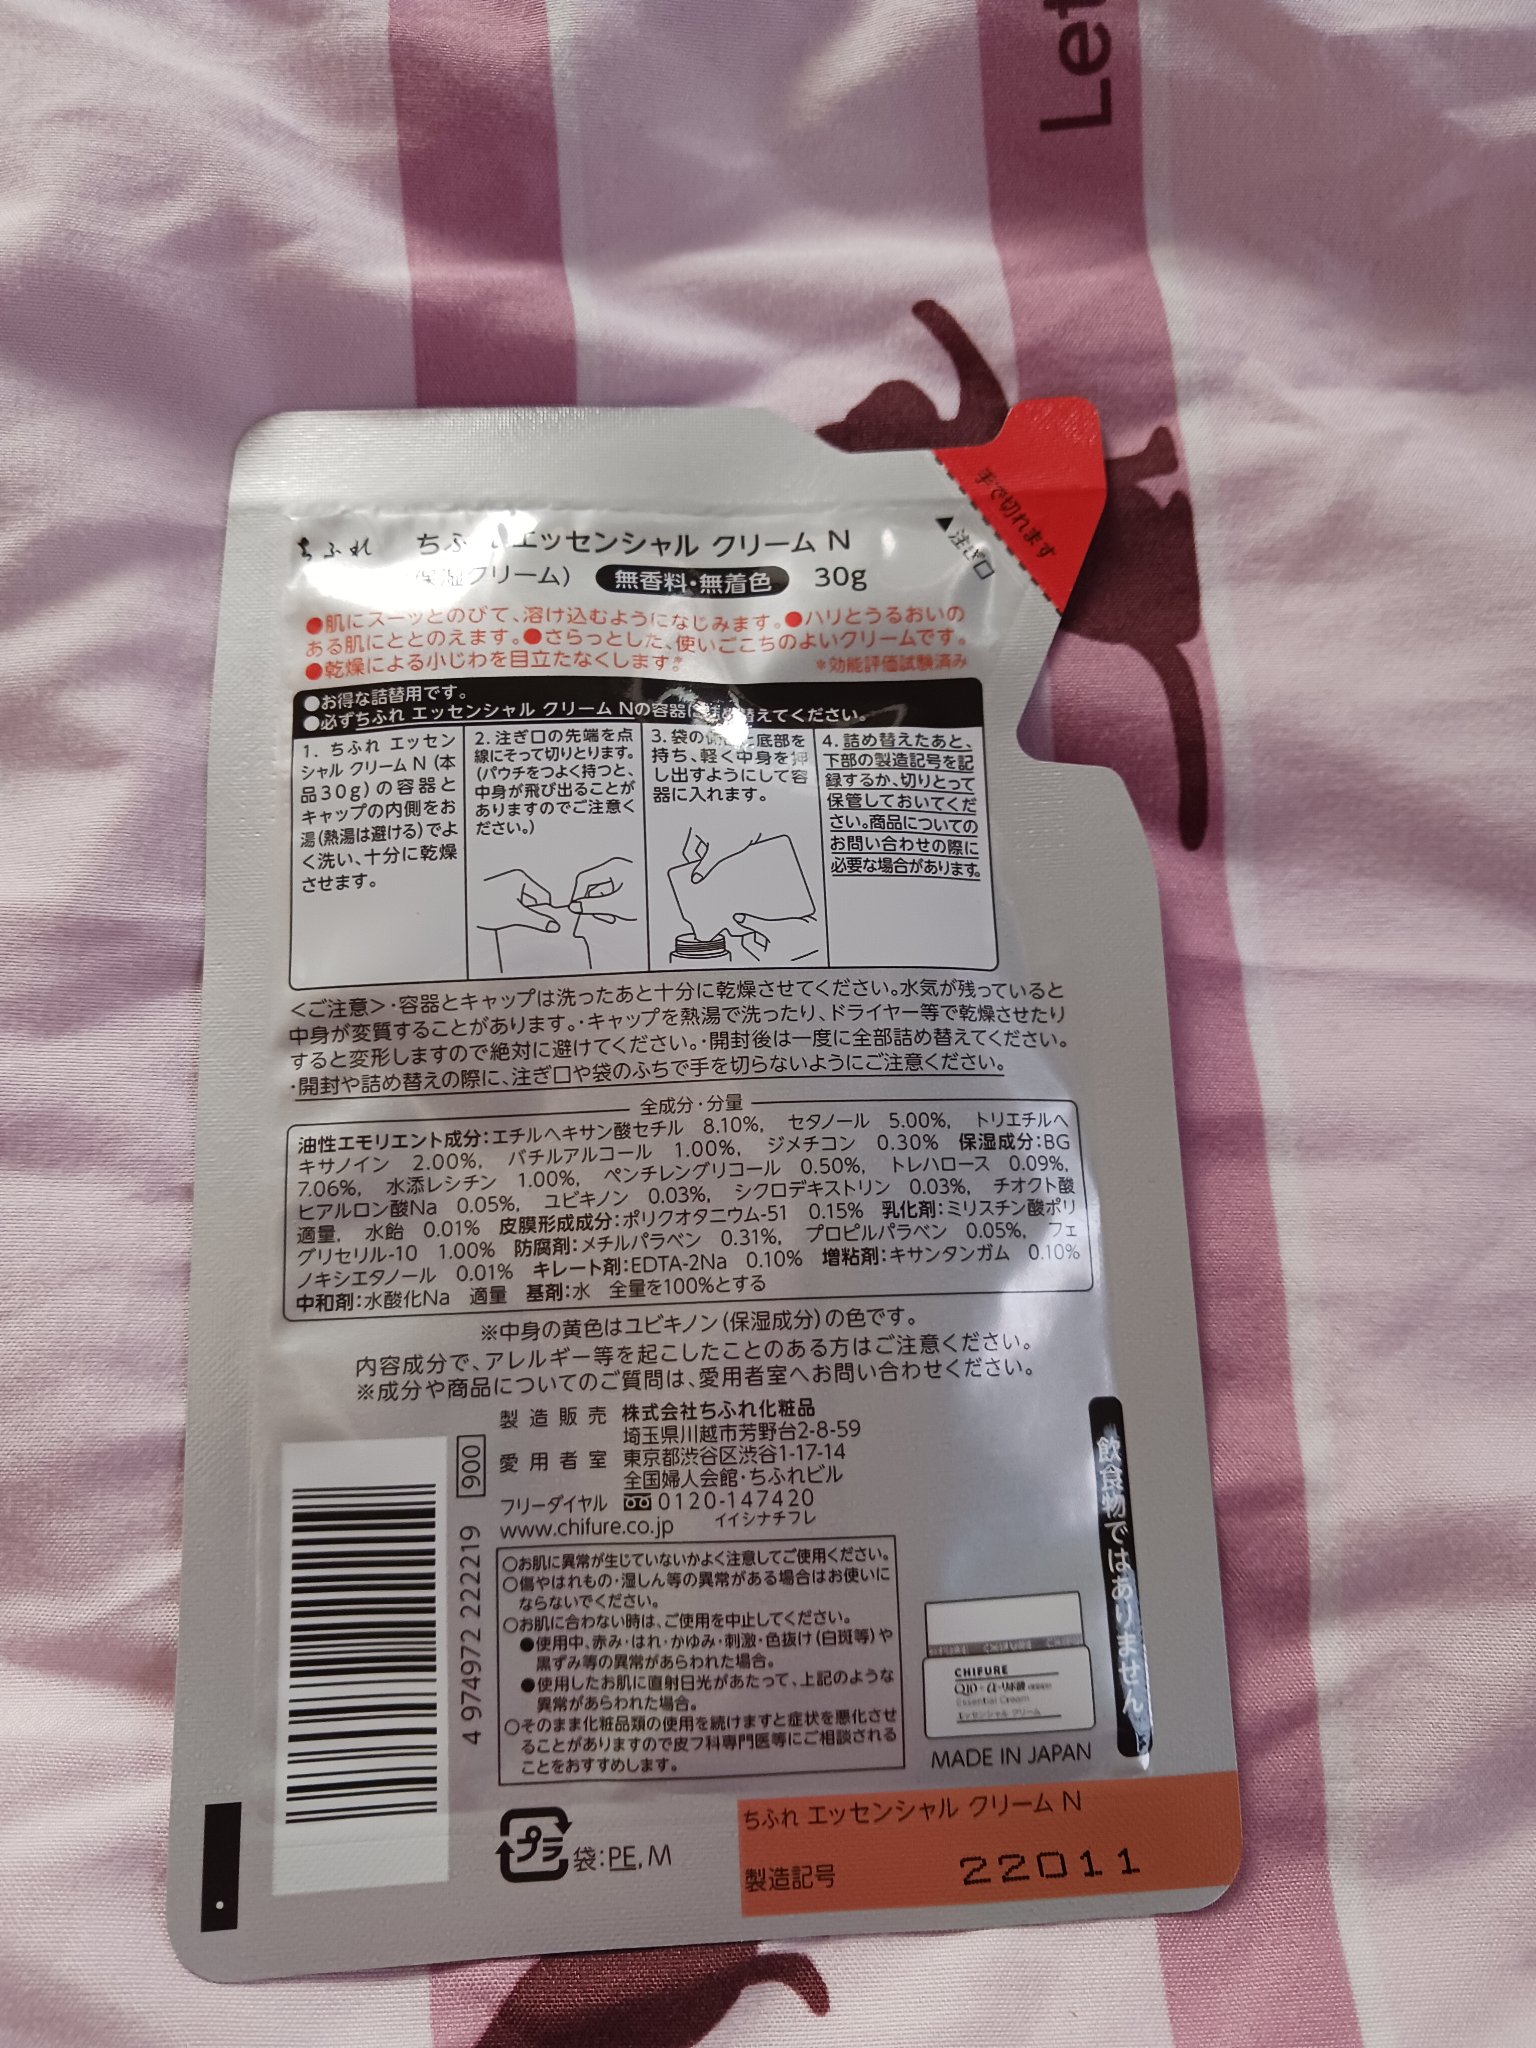 Let
手で切れます
▲注ぎ口
ちふれ ちふれ エッセンシャル クリーム N
(保湿クリーム) 無香料・無着色 30g
●肌にスーッとのびて、溶け込むようになじみます。●ハリとうるおいの
ある肌にととのえます。●さらっとした、使いごこちのよいクリームです。
●乾燥による小じわを目立たなくします。* *効能評価試験済み
●お得な詰替用です。
●必ずちふれ エッセンシャル クリーム Nの容器に詰め替えてください。
1. ちふれ エッセン
シャル クリーム N (本
品30g)の容器と
キャップの内側をお
湯(熱湯は避ける)でよ
く洗い、十分に乾燥
させます。
2. 注ぎ口の先端を点
線にそって切りとります。
(パウチをつよく持つと、
中身が飛び出ることが
ありますのでご注意く
ださい。)
3. 袋の底部を
持ち、軽く中身を押
し出すようにして容
器に入れます。
4. 詰め替えたあと、
下部の製造記号を記
録するか、切りとって
保管しておいてくだ
さい。商品についての
お問い合わせの際に
必要な場合があります。
<ご注意>・容器とキャップは洗ったあと十分に乾燥させてください。水気が残っていると
中身が変質することがあります。・キャップを熱湯で洗ったり、ドライヤー等で乾燥させたり
すると変形しますので絶対に避けてください。・開封後は一度に全部詰め替えてください。
・開封や詰め替えの際に、注ぎ口や袋のふちで手を切らないようにご注意ください。
全成分・分量
油性エモリエント成分:エチルヘキサン酸セチル 8.10%, セタノール 5.00%, トリエチルヘ
キサノイン 2.00%, バチルアルコール 1.00%, ジメチコン 0.30% 保湿成分:BG
7.06%, 水添レシチン 1.00%, ペンチレングリコール 0.50%, トレハロース 0.09%,
ヒアルロン酸Na 0.05%, ユビキノン 0.03%, シクロデキストリン 0.03%, チオクト酸
適量, 水飴 0.01% 皮膜形成成分:ポリクオタニウム-51 0.15% 乳化剤:ミリスチン酸ポリ
グリセリル-10 1.00% 防腐剤:メチルパラベン 0.31%, プロピルパラベン 0.05%, フェ
ノキシエタノール 0.01% キレート剤:EDTA-2Na 0.10% 増粘剤:キサンタンガム 0.10%
中和剤:水酸化Na 適量 基剤:水 全量を100%とする
※中身の黄色はユビキノン(保湿成分)の色です。
内容成分で、アレルギー等を起こしたことのある方はご注意ください。
※成分や商品についてのご質問は、愛用者室へお問い合わせください。
製造販売 株式会社ちふれ化粧品
埼玉県川越市芳野台2-8-59
愛用者室 東京都渋谷区渋谷1-17-14
全国婦人会館・ちふれビル
フリーダイヤル 0120-147420
www.chifure.co.jp イイシナチフレ
900
4 974972 222219
○お肌に異常が生じていないかよく注意してご使用ください。
○傷やはれもの・湿しん等の異常がある場合はお使いに
ならないでください。
○お肌に合わない時は、ご使用を中止してください。
●使用中、赤み・はれ・かゆみ・刺激・色抜け(白斑等)や
黒ずみ等の異常があらわれた場合。
●使用したお肌に直射日光があたって、上記のような
異常があらわれた場合。
○そのまま化粧品類の使用を続けますと症状を悪化させ
ることがありますので皮フ科専門医等にご相談される
ことをおすすめします。
飲食物ではありません。
CHIFURE
Q10
Essential Cream
エッセンシャル クリーム
MADE IN JAPAN
プラ 袋:PE, M
ちふれ エッセンシャル クリーム N
製造記号 22011